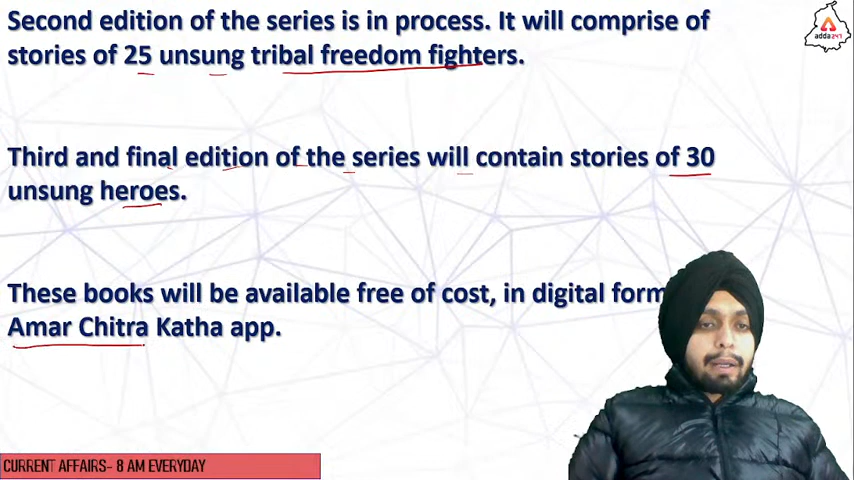 Second edition of the series is in process. It will comprise of
stories of 25 unsung tribal freedom fighters.
Third and final edition of the series will contain stories of 30
unsung heroes.
These books will be available free of cost, in digital form
Amar Chitra Katha app.
adda247
CURRENT AFFAIRS- 8 AM EVERYDAY